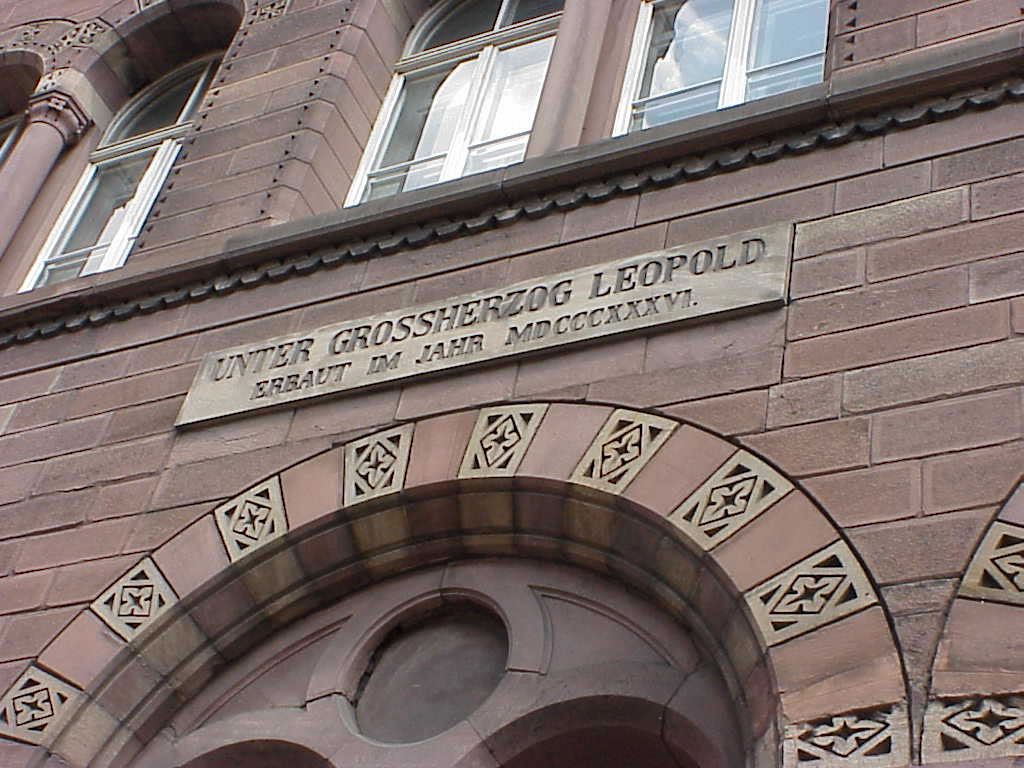 UNTER GROSSHERZOG LEOPOLD
ERBAUT IM JAHR MDCCCXXXVI.